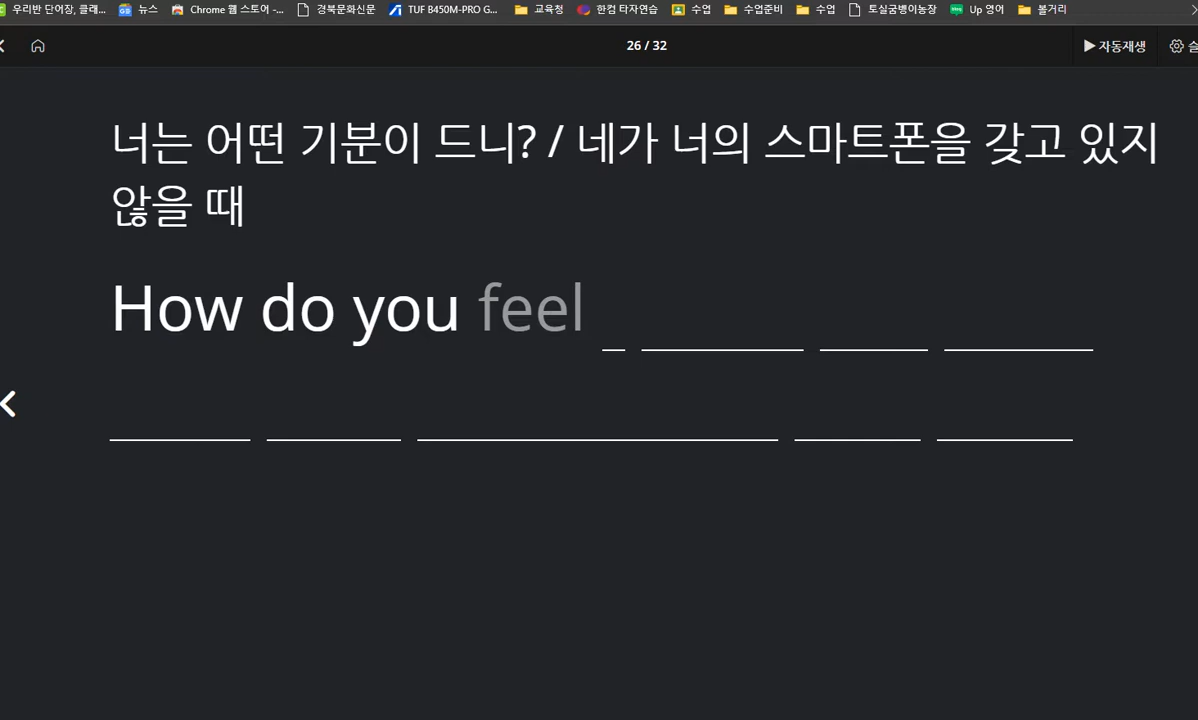 우리반 단어장, 클래... 뉴스 Chrome 웹 스토어 -... 경북문화신문 TUF B450M-PRO G... 교육청 한컴 타자연습 수업 수업준비 수업 토실굼벵이농장 Up 영어 볼거리
26 / 32 ▶자동재생 슬
너는 어떤 기분이 드니? / 네가 너의 스마트폰을 갖고 있지
않을 때
How do you feel